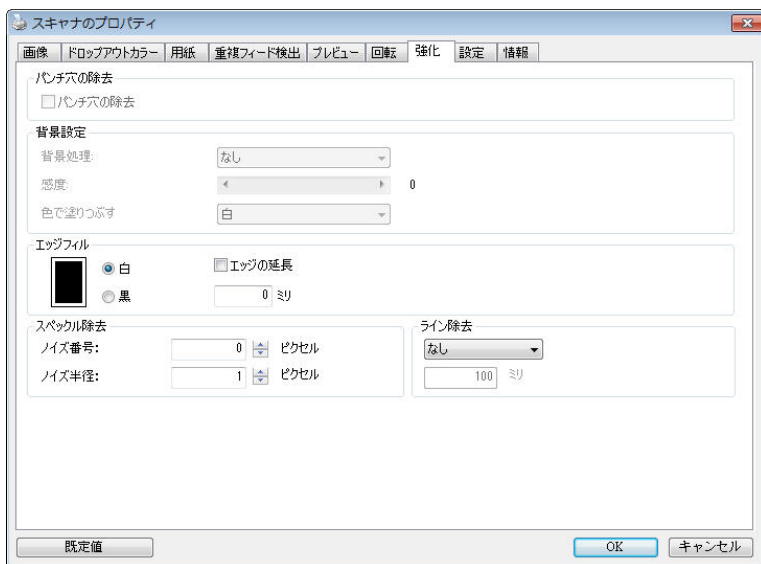 スキャナのプロパティ
画像 ドロップアウトカラー 用紙 重複フィード検出 プレビュー 回転 強化 設定 情報
パンチ穴の除去
パンチ穴の除去
背景設定
背景処理: なし
感度: 0
色で塗りつぶす 白
エッジフィル
白 エッジの延長
黒 0 ミリ
スペックル除去 ライン除去
ノイズ番号: 0 ピクセル なし
ノイズ半径: 1 ピクセル 100 ミリ
既定値 OK キャンセル